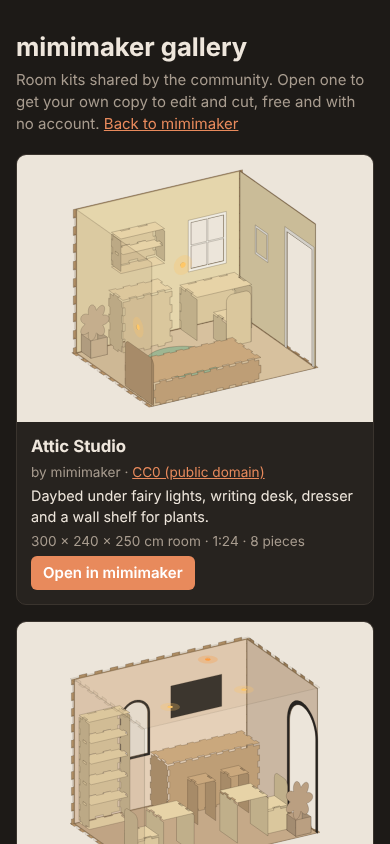 mimimaker gallery
Room kits shared by the community. Open one to
get your own copy to edit and cut, free and with
no account. Back to mimimaker
Attic Studio
by mimimaker · CC0 (public domain)
Daybed under fairy lights, writing desk, dresser
and a wall shelf for plants.
300 × 240 × 250 cm room · 1:24 · 8 pieces
Open in mimimaker